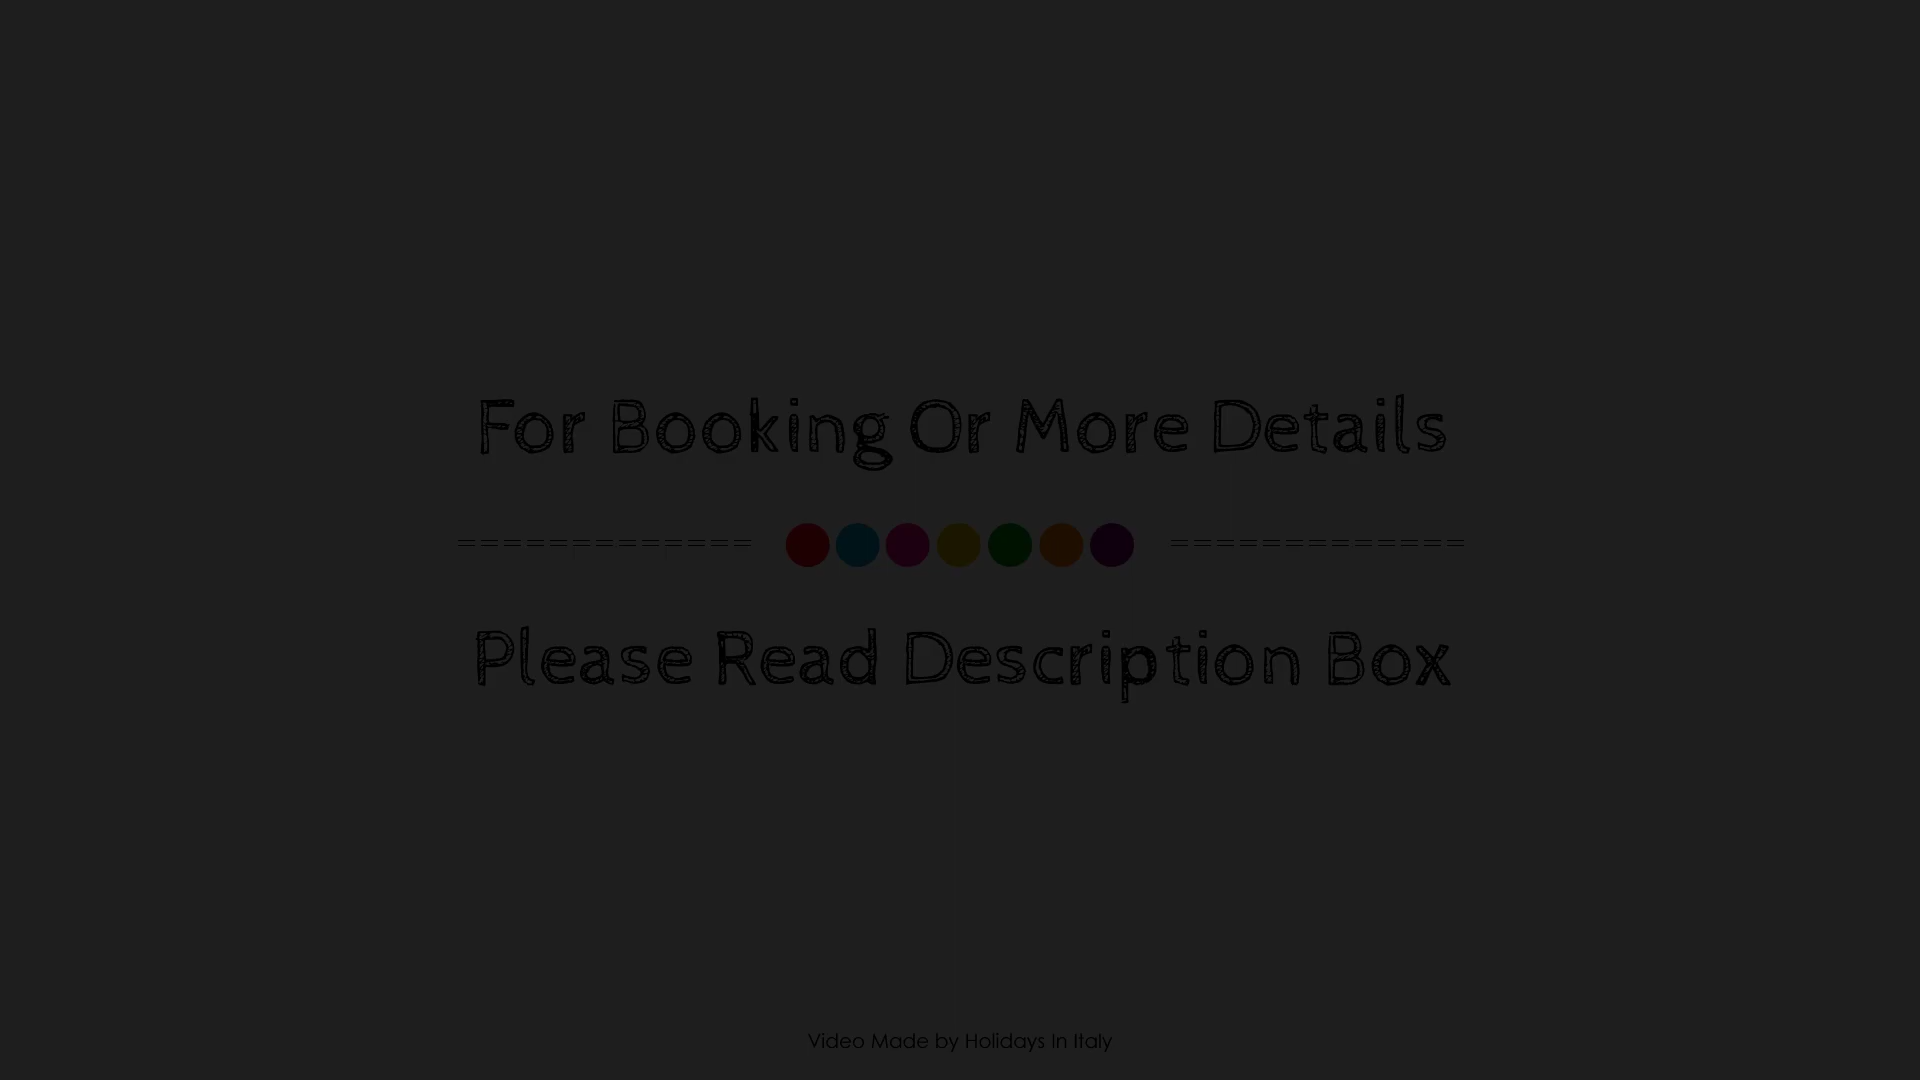 For Booking Or More Details
============= =============
Please Read Description Box
Video Made by Holidays In Italy